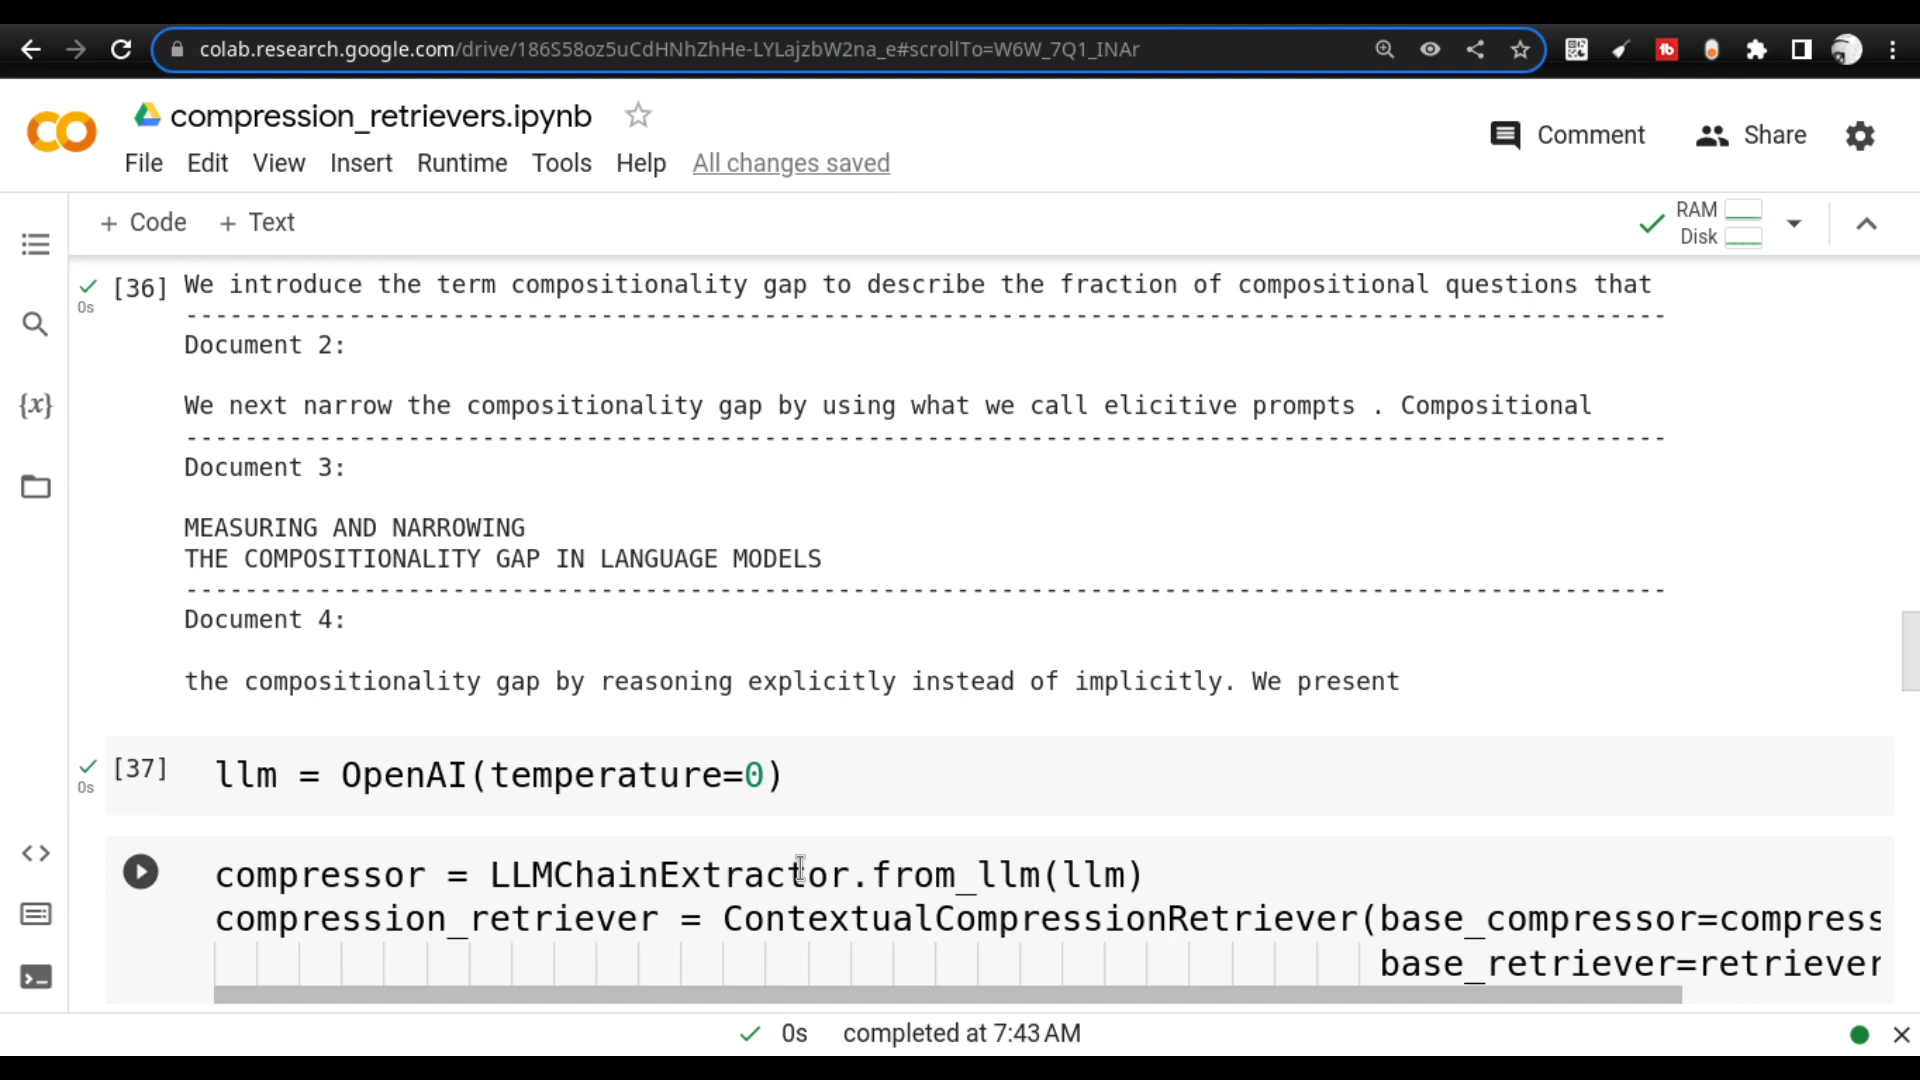 colab.research.google.com/drive/186S58oz5uCdHNhZhHe-LYLajzbW2na_e#scrollTo=W6W_7Q1_INAr
tb
CO
compression_retrievers.ipynb
Comment
Share
File Edit View Insert Runtime Tools Help All changes saved
+ Code + Text
RAM
Disk
[36] We introduce the term compositionality gap to describe the fraction of compositional questions that
0s
----------------------------------------------------------------------------------------------------
Document 2:
We next narrow the compositionality gap by using what we call elicitive prompts . Compositional
----------------------------------------------------------------------------------------------------
Document 3:
MEASURING AND NARROWING
THE COMPOSITIONALITY GAP IN LANGUAGE MODELS
----------------------------------------------------------------------------------------------------
Document 4:
the compositionality gap by reasoning explicitly instead of implicitly. We present
[37] llm = OpenAI(temperature=0)
0s
compressor = LLMChainExtractor.from_llm(llm)
compression_retriever = ContextualCompressionRetriever(base_compressor=compress
base_retriever=retriever
0s completed at 7:43 AM